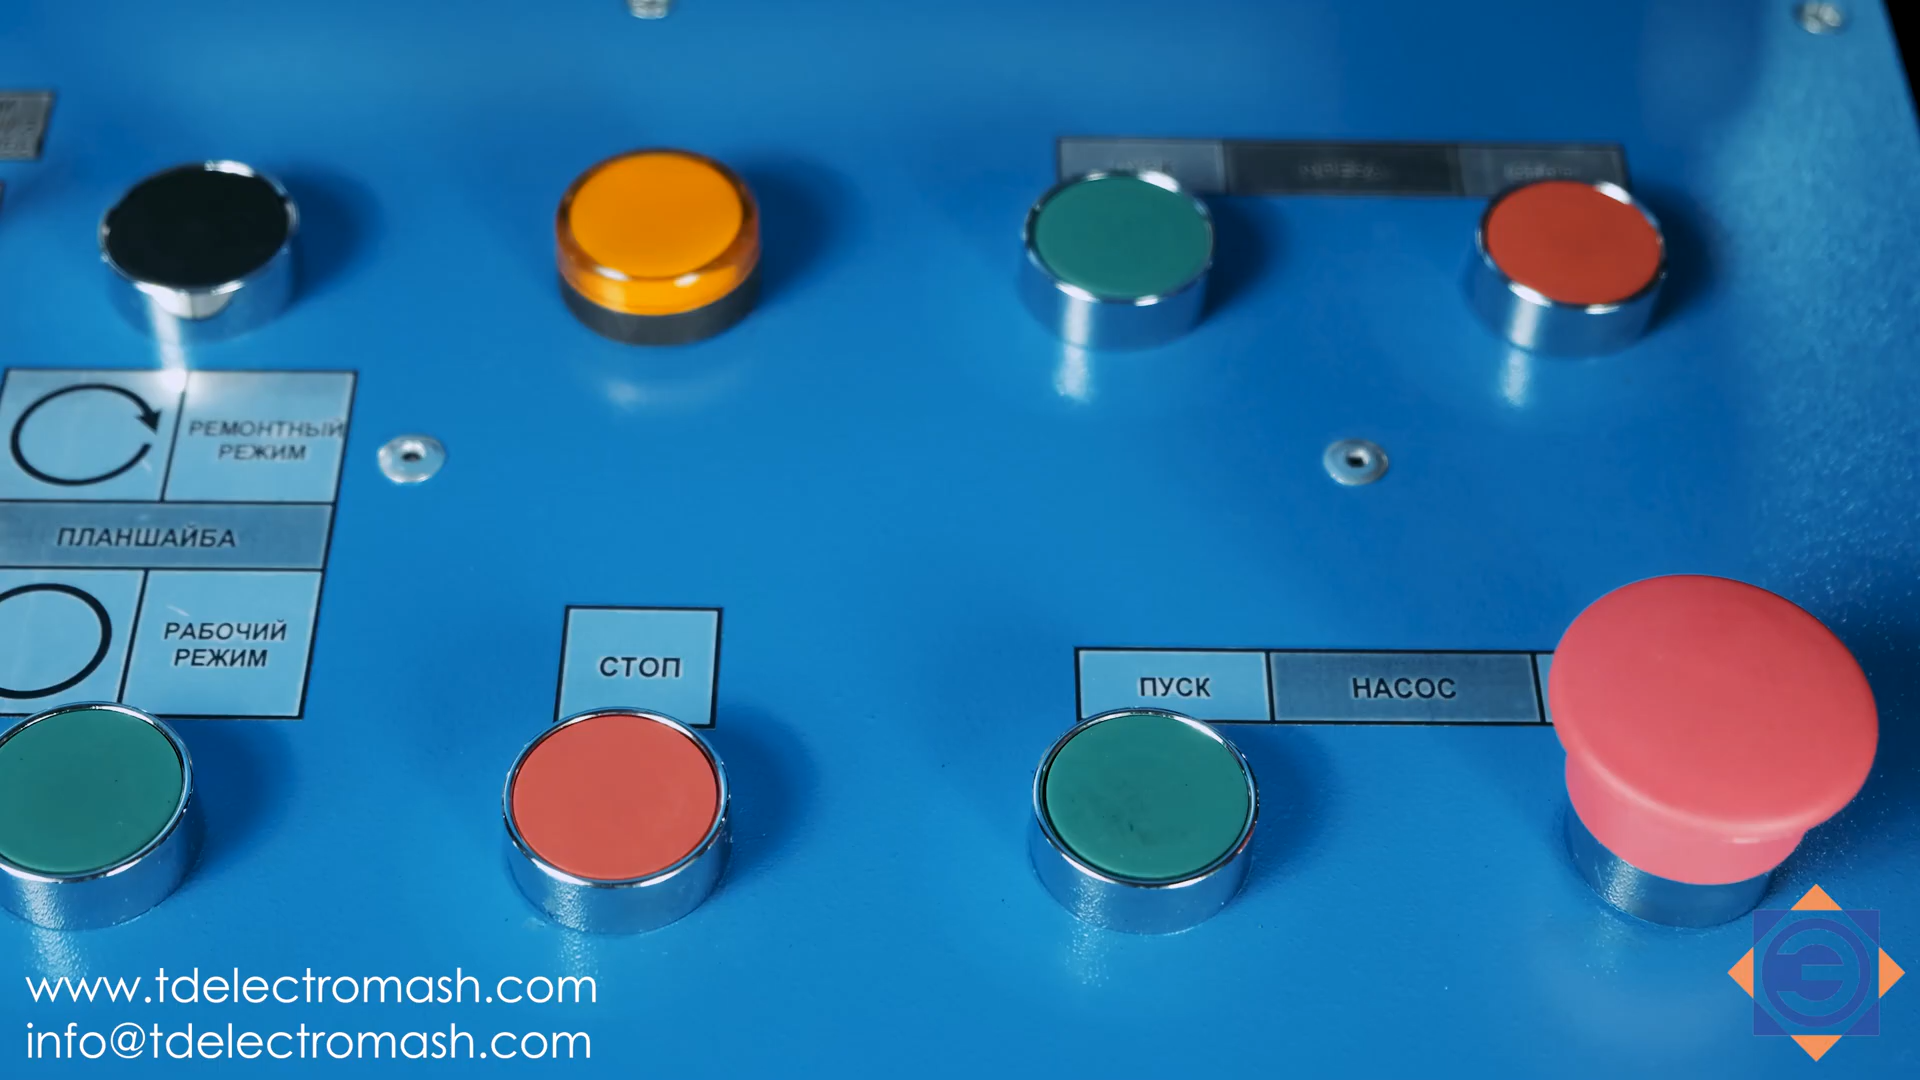 РЕМОНТНЫЙ
РЕЖИМ
ПЛАНШАЙБА
РАБОЧИЙ
РЕЖИМ
СТОП
ПУСК
НАСОС
www.tdelectromash.com
info@tdelectromash.com